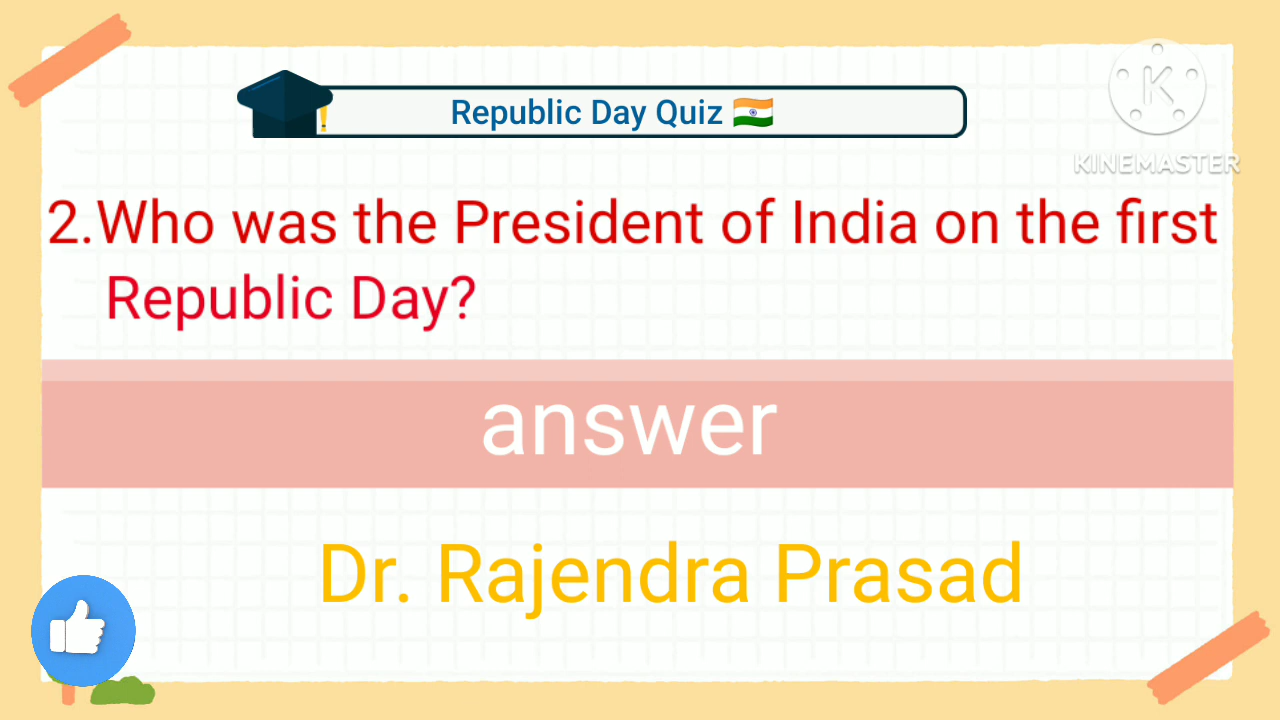 Republic Day Quiz 🇮🇳
KINEMASTER
2.Who was the President of India on the first
Republic Day?
answer
Dr. Rajendra Prasad